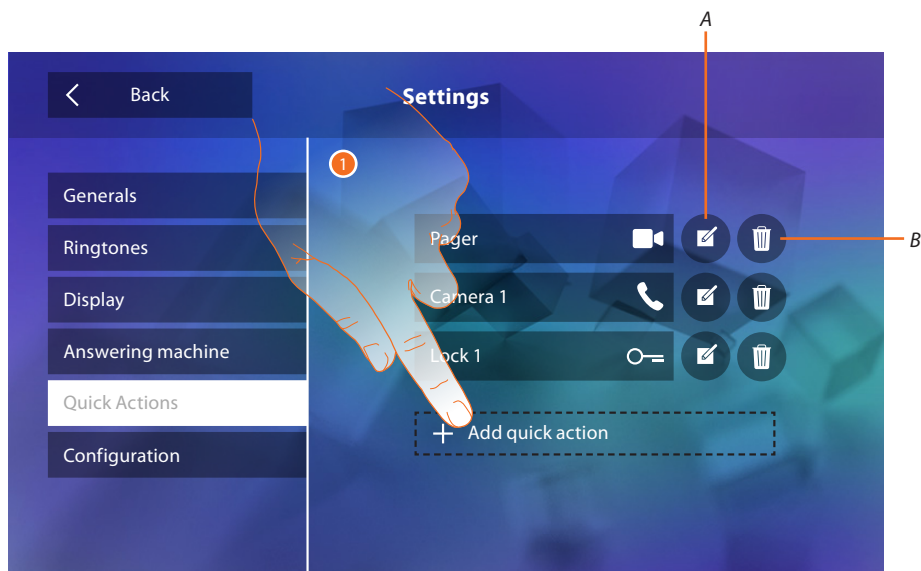 A
Back
Settings
1
Generals
Ringtones
Display
Answering machine
Quick Actions
Configuration
Pager
B
Camera 1
Lock 1
Add quick action